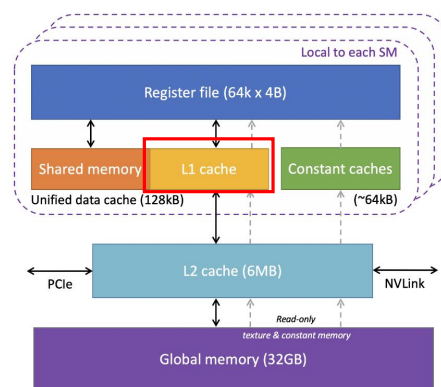 Local to each SM
Register file (64k x 4B)
Shared memory
L1 cache
Constant caches
Unified data cache (128kB)
(~64kB)
L2 cache (6MB)
PCIe
NVLink
Read-only
texture & constant memory
Global memory (32GB)